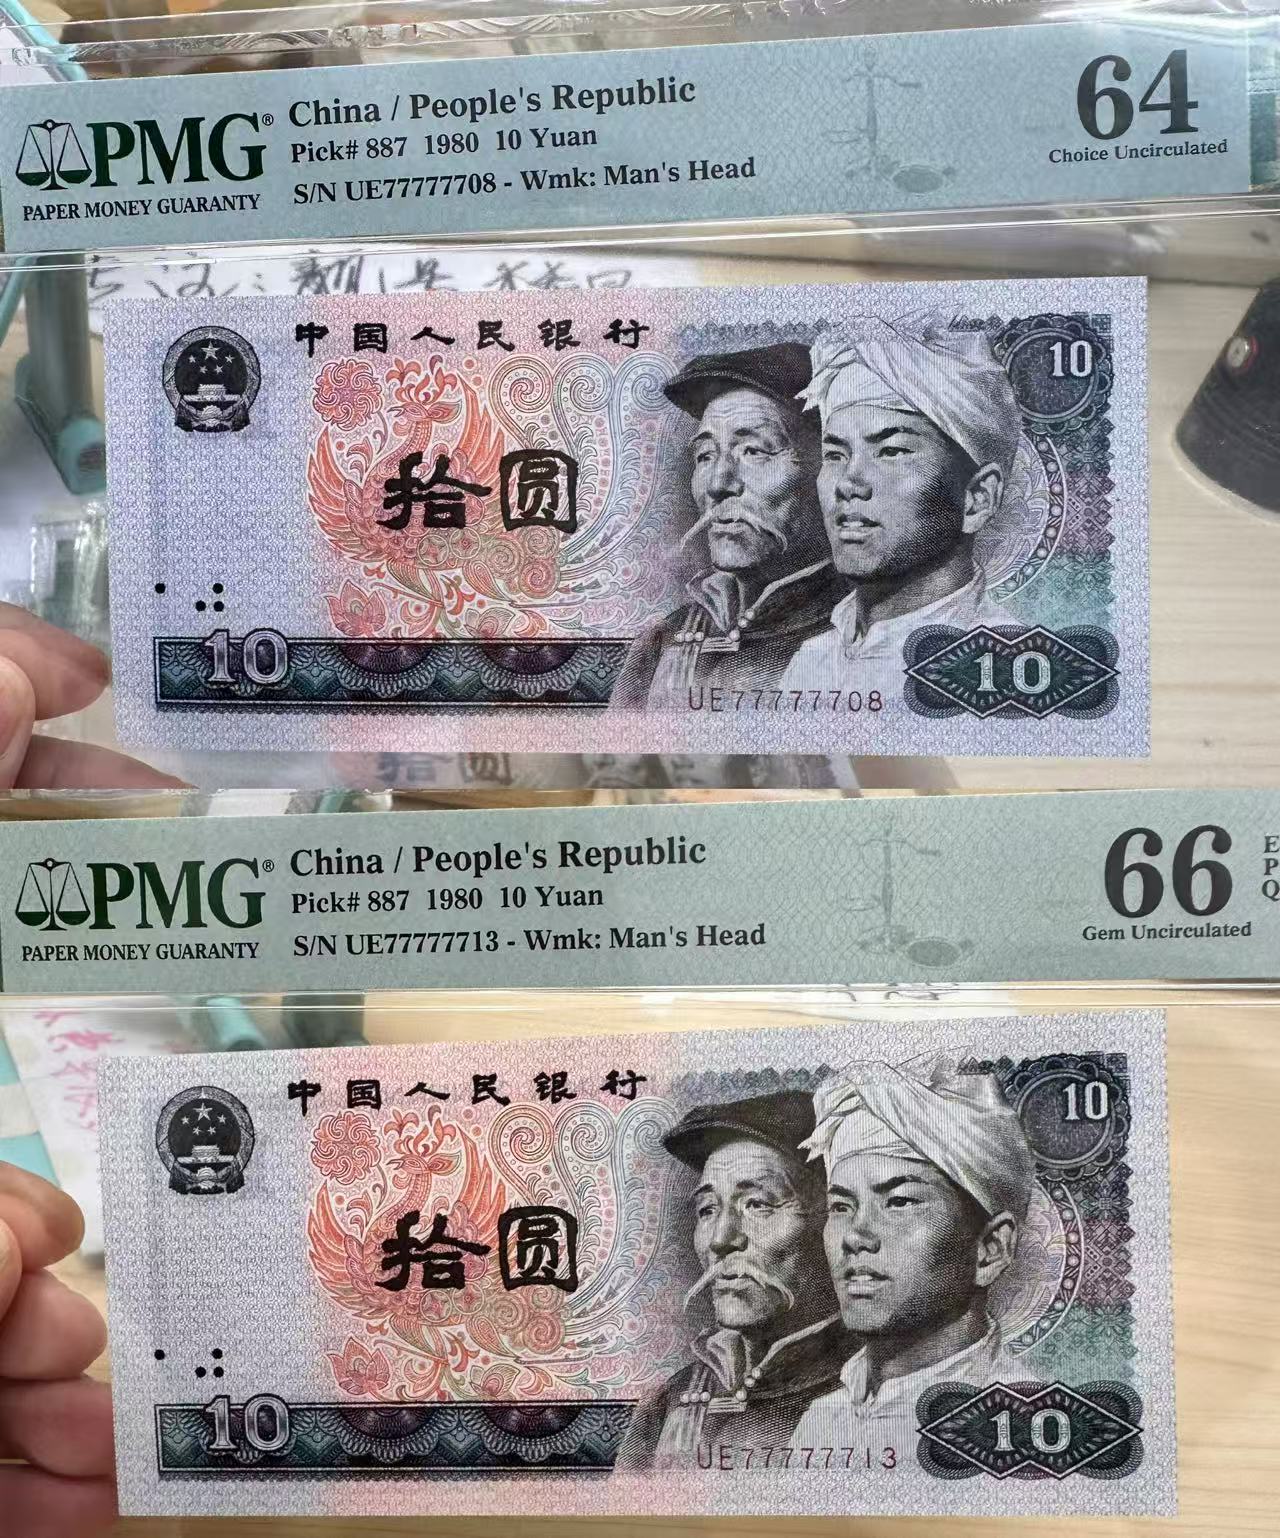 PMG®
PAPER MONEY GUARANTY
China / People's Republic
Pick# 887 1980 10 Yuan
S/N UE77777708 - Wmk: Man's Head
64
Choice Uncirculated
中国人民银行
10
拾圆
10
UE77777708
10
拾圆
PMG®
PAPER MONEY GUARANTY
China / People's Republic
Pick# 887 1980 10 Yuan
S/N UE77777713 - Wmk: Man's Head
66
EPQ
Gem Uncirculated
中国人民银行
10
拾圆
10
UE77777713
10